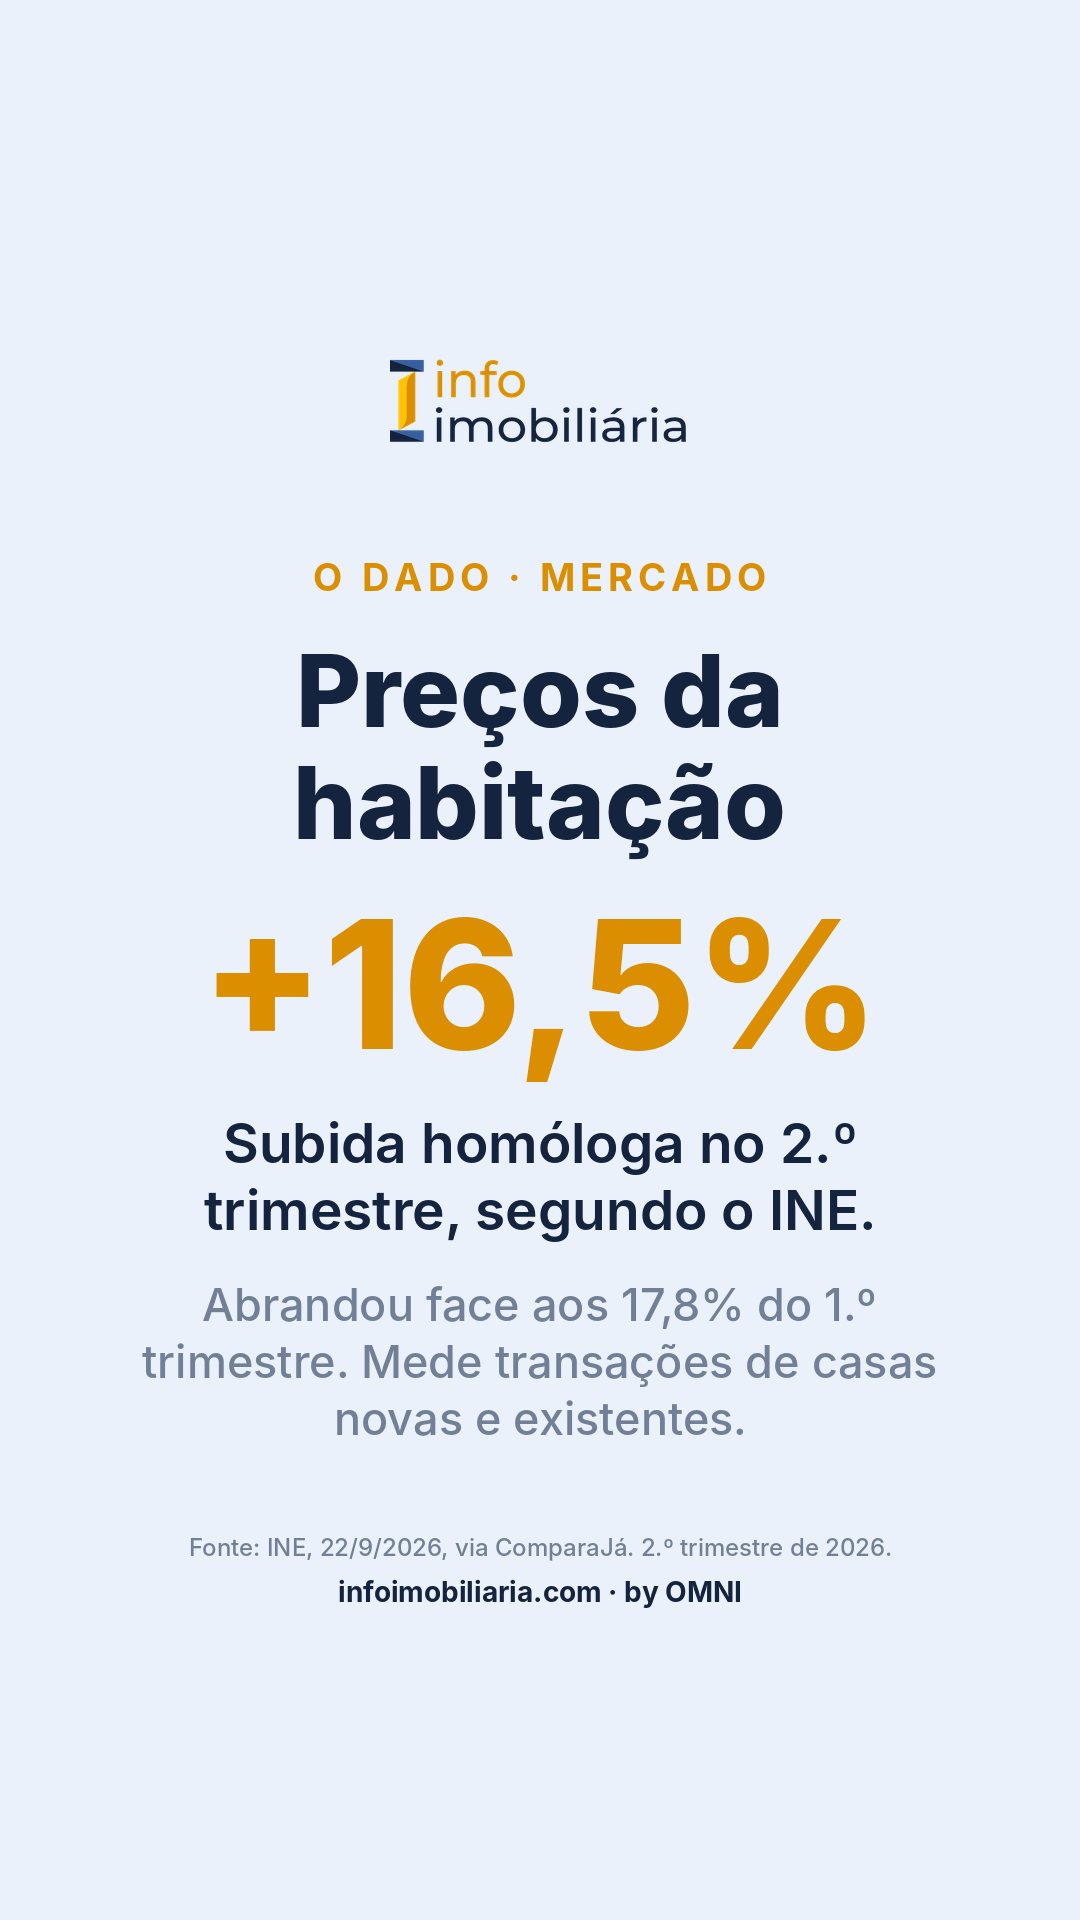 info
imobiliária
O DADO · MERCADO
Preços da
habitação
+16,5%
Subida homóloga no 2.º
trimestre, segundo o INE.
Abrandou face aos 17,8% do 1.º
trimestre. Mede transações de casas
novas e existentes.
Fonte: INE, 22/9/2026, via ComparaJá. 2.º trimestre de 2026.
infoimobiliaria.com · by OMNI